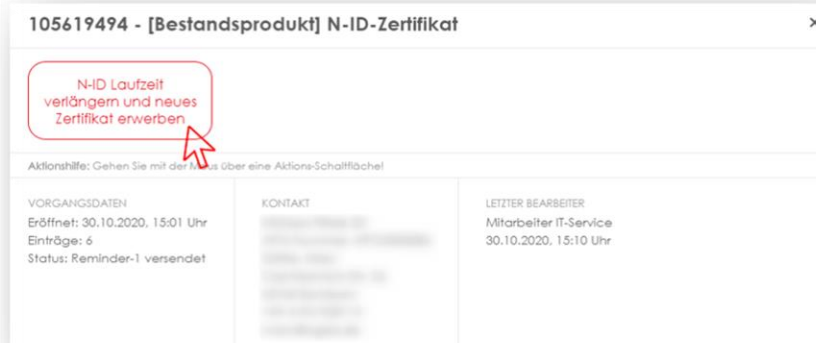 105619494 - [Bestandsprodukt] N-ID-Zertifikat
N-ID Laufzeit
verlängern und neues
Zertifikat erwerben
Aktionshilfe: Gehen Sie mit der Maus über eine Aktions-Schaltfläche!
VORGANGSDATEN
Eröffnet: 30.10.2020, 15:01 Uhr
Einträge: 6
Status: Reminder-1 versendet
KONTAKT
LETZTER BEARBEITER
Mitarbeiter IT-Service
30.10.2020, 15:10 Uhr